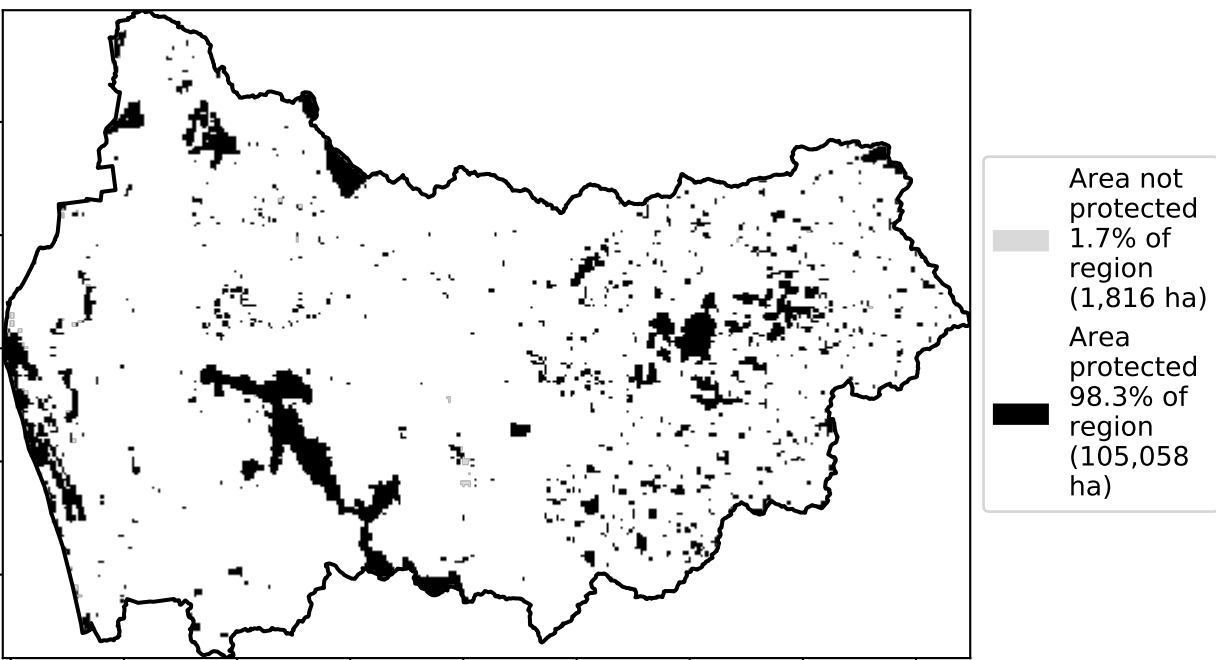 Area not
protected
1.7% of
region
(1,816 ha)
Area
protected
98.3% of
region
(105,058
ha)